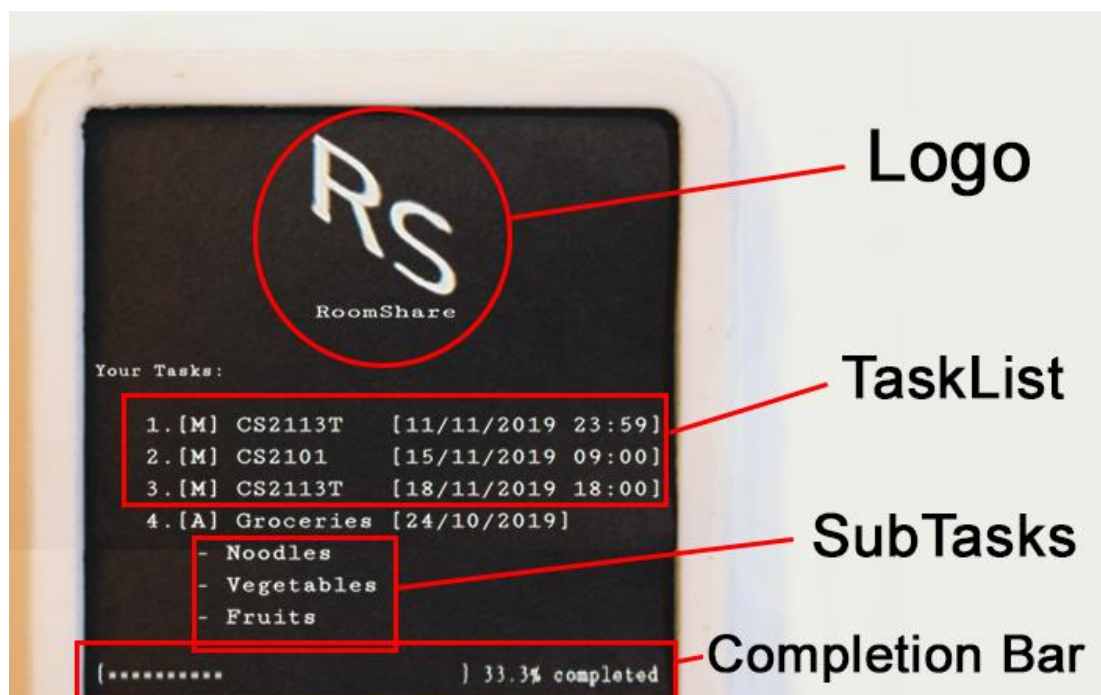 RS
RoomShare
Logo
Your Tasks:
TaskList
1.[M] CS2113T [11/11/2019 23:59]
2.[M] CS2101 [15/11/2019 09:00]
3.[M] CS2113T [18/11/2019 18:00]
4.[A] Groceries [24/10/2019]
- Noodles
SubTasks
- Vegetables
- Fruits
[********** ] 33.3% completed
Completion Bar